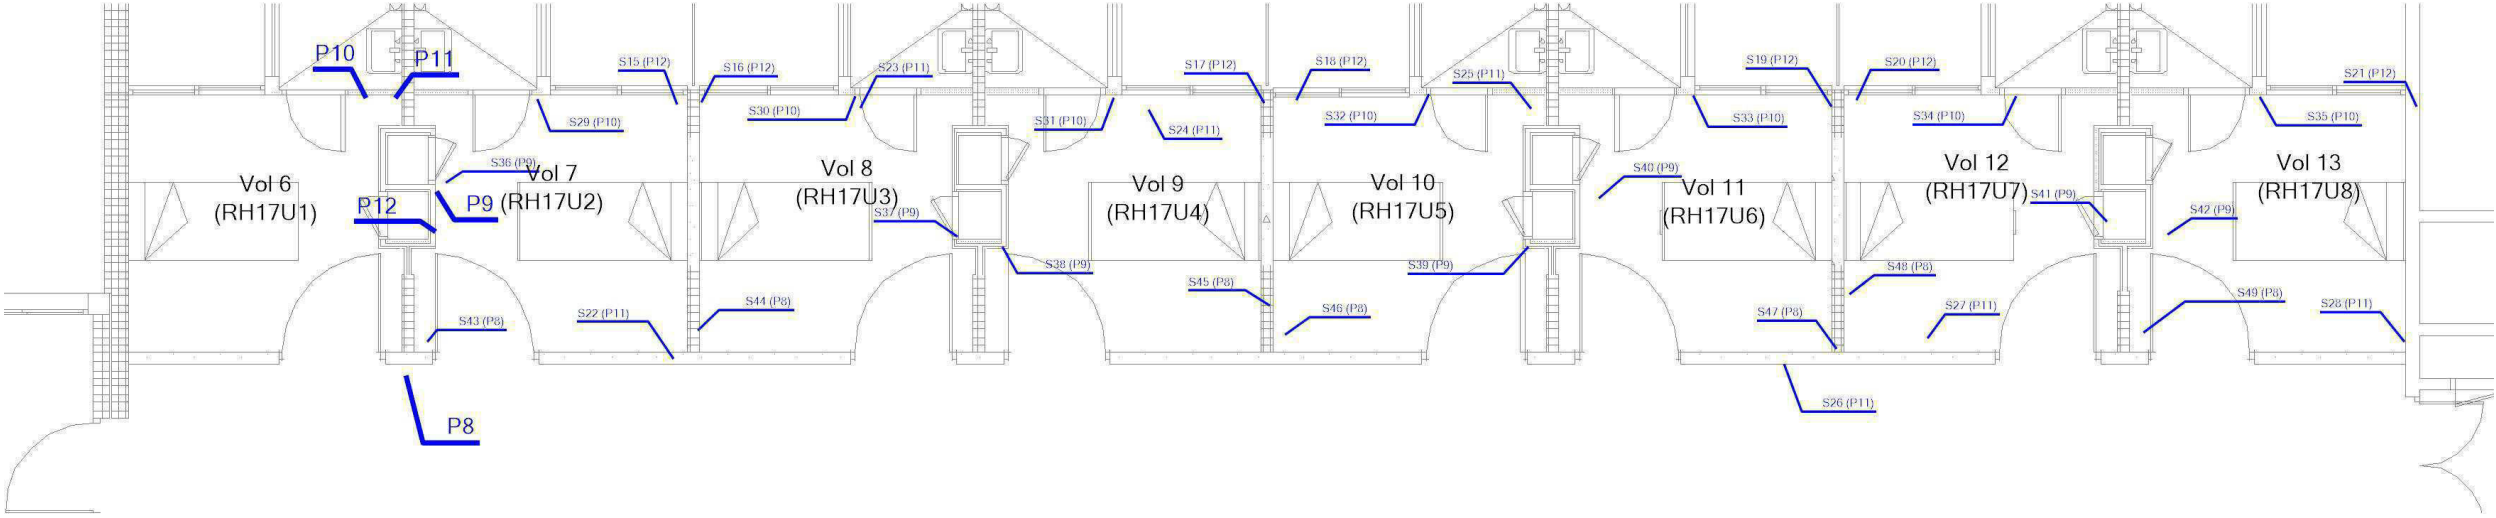 P10
P11
S15 (P12)
S16 (P12)
S23 (P11)
S17 (P12)
S18 (P12)
S25 (P11)
S19 (P12)
S20 (P12)
S21 (P12)
S29 (P10)
S30 (P10)
S31 (P10)
S24 (P11)
S32 (P10)
S33 (P10)
S34 (P10)
S35 (P10)
S36 (P9)
Vol 6
(RH17U1)
Vol 7
(RH17U2)
Vol 8
(RH17U3)
Vol 9
(RH17U4)
Vol 10
(RH17U5)
S40 (P9)
Vol 11
(RH17U6)
Vol 12
(RH17U7)
Vol 13
(RH17U8)
P12
P9
S37 (P9)
S41 (P9)
S42 (P9)
S38 (P9)
S39 (P9)
S48 (P8)
S45 (P8)
S49 (P8)
S44 (P8)
S46 (P8)
S27 (P11)
S28 (P11)
S43 (P8)
S22 (P11)
S47 (P8)
S26 (P11)
P8